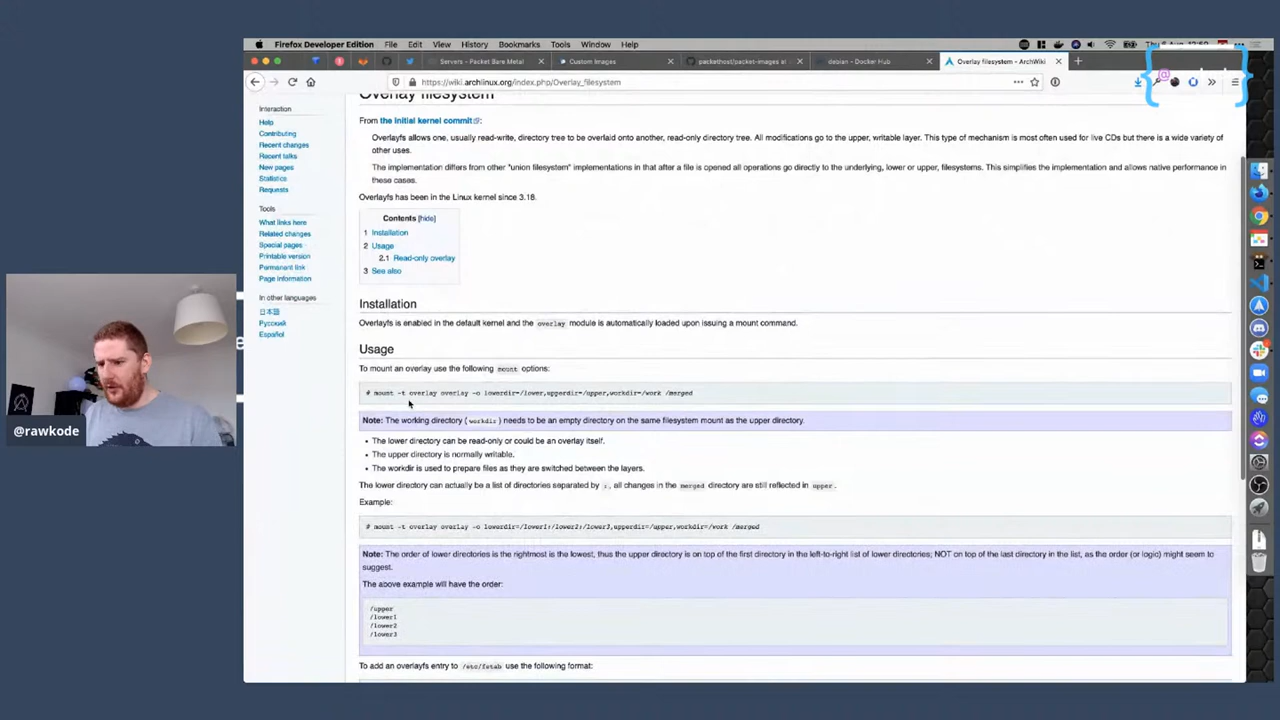 Firefox Developer Edition File Edit View History Bookmarks Tools Window Help
Servers - Packet Bare Metal
Custom Images
packethost/packet-images at
debian - Docker Hub
Overlay filesystem - ArchWiki
https://wiki.archlinux.org/index.php/Overlay_filesystem
Interaction
Help
Contributing
Recent changes
Recent talks
New pages
Statistics
Requests
Tools
What links here
Related changes
Special pages
Printable version
Permanent link
Page information
In other languages
日本語
Русский
Español
Overlay filesystem
From the initial kernel commit:
Overlayfs allows one, usually read-write, directory tree to be overlaid onto another, read-only directory tree. All modifications go to the upper, writable layer. This type of mechanism is most often used for live CDs but there is a wide variety of
other uses.
The implementation differs from other "union filesystem" implementations in that after a file is opened all operations go directly to the underlying, lower or upper, filesystems. This simplifies the implementation and allows native performance in
these cases.
Overlayfs has been in the Linux kernel since 3.18.
Contents [hide]
1 Installation
2 Usage
2.1 Read-only overlay
3 See also
Installation
Overlayfs is enabled in the default kernel and the overlay module is automatically loaded upon issuing a mount command.
Usage
To mount an overlay use the following mount options:
# mount -t overlay overlay -o lowerdir=/lower,upperdir=/upper,workdir=/work /merged
Note: The working directory (workdir) needs to be an empty directory on the same filesystem mount as the upper directory.
• The lower directory can be read-only or could be an overlay itself.
• The upper directory is normally writable.
• The workdir is used to prepare files as they are switched between the layers.
The lower directory can actually be a list of directories separated by :, all changes in the merged directory are still reflected in upper.
Example:
# mount -t overlay overlay -o lowerdir=/lower1:/lower2:/lower3,upperdir=/upper,workdir=/work /merged
Note: The order of lower directories is the rightmost is the lowest, thus the upper directory is on top of the first directory in the left-to-right list of lower directories; NOT on top of the last directory in the list, as the order (or logic) might seem to
suggest.
The above example will have the order:
/upper
/lower1
/lower2
/lower3
To add an overlayfs entry to /etc/fstab use the following format:
@rawkode